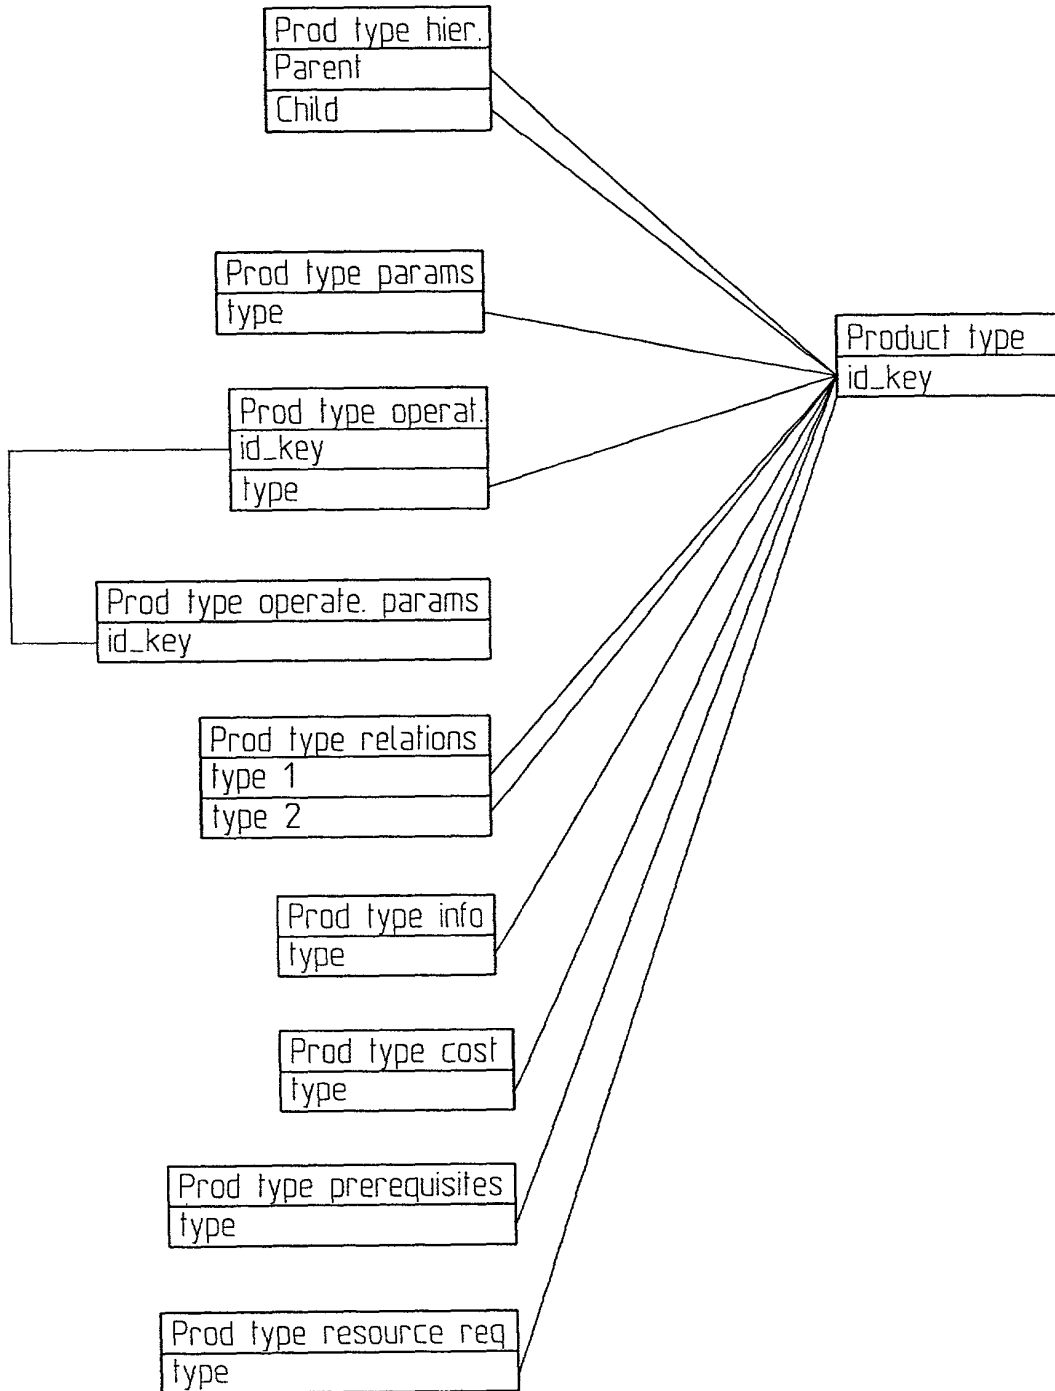 Prod type hier.
Parent
Child
Prod type params
type
Product type
id_key
Prod type operat.
id_key
type
Prod type operate. params
id_key
Prod type relations
type 1
type 2
Prod type info
type
Prod type cost
type
Prod type prerequisites
type
Prod type resource req
type